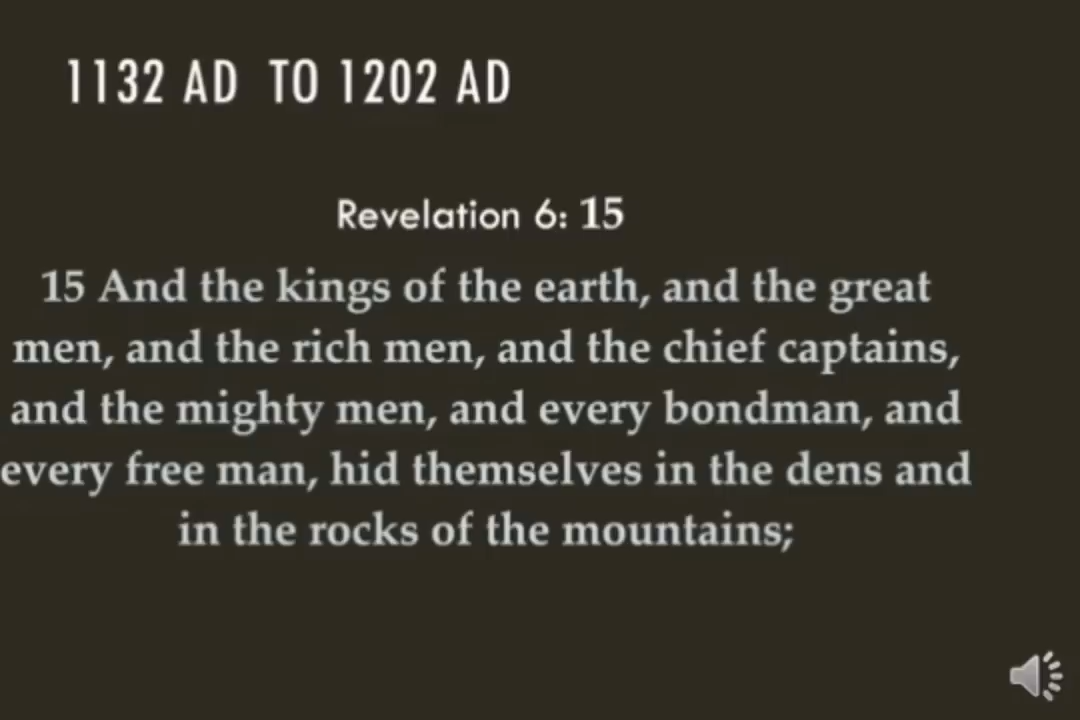 1132 AD TO 1202 AD
Revelation 6: 15
15 And the kings of the earth, and the great
men, and the rich men, and the chief captains,
and the mighty men, and every bondman, and
every free man, hid themselves in the dens and
in the rocks of the mountains;